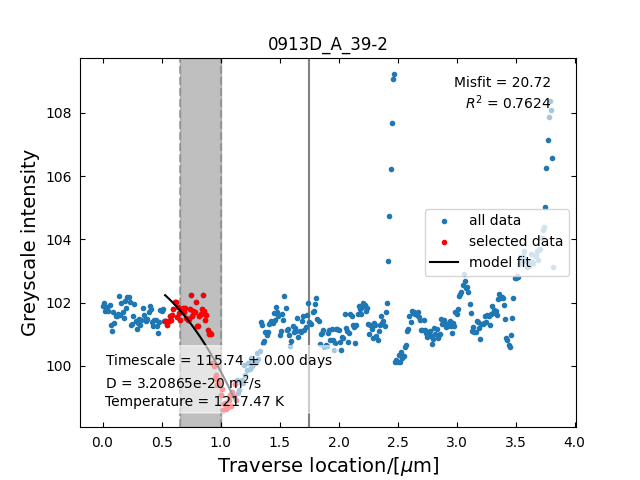 0913D_A_39-2
Misfit = 20.72
R² = 0.7624
108
106
104
102
100
Greyscale intensity
all data
selected data
model fit
Timescale = 115.74 ± 0.00 days
D = 3.20865e-20 m²/s
Temperature = 1217.47 K
0.0 0.5 1.0 1.5 2.0 2.5 3.0 3.5 4.0
Traverse location/[μm]